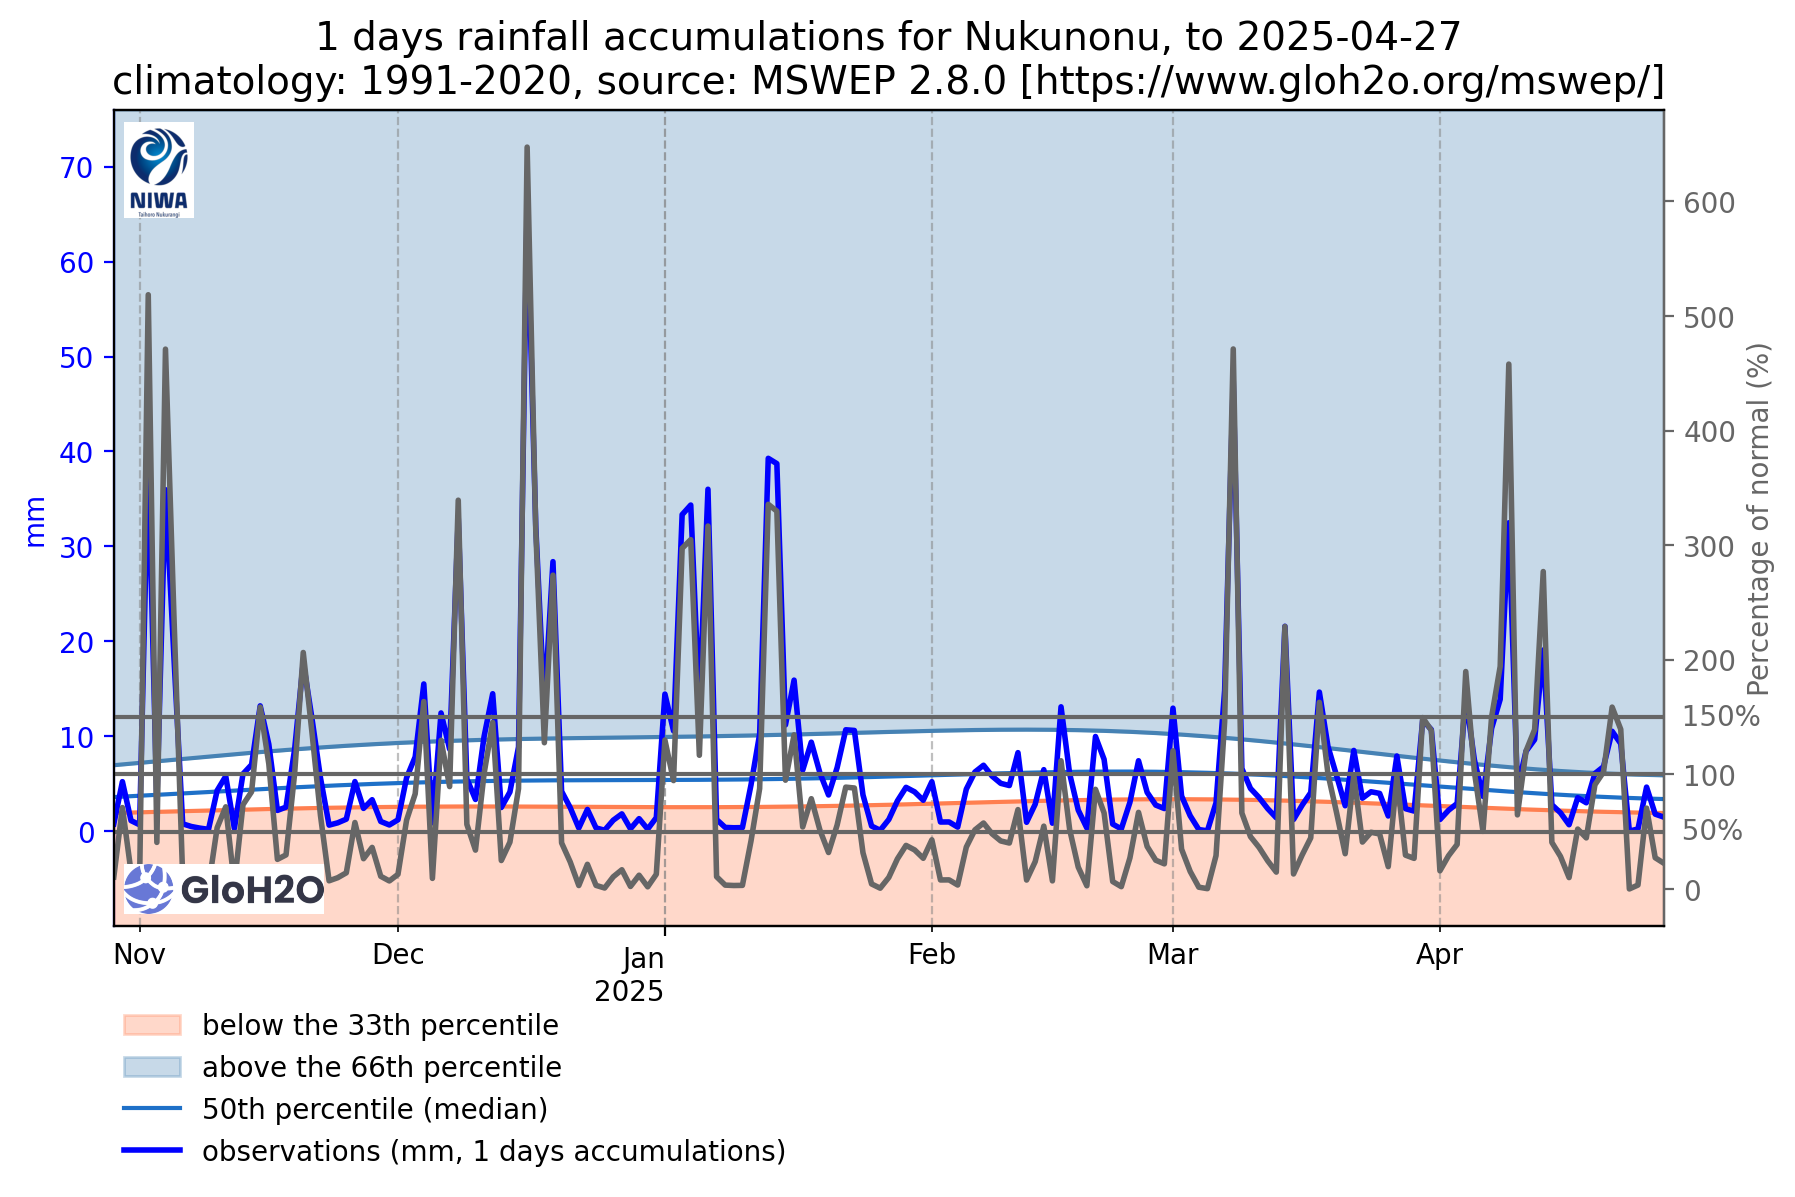 1 days rainfall accumulations for Nukunonu, to 2025-04-27
climatology: 1991-2020, source: MSWEP 2.8.0 [https://www.gloh2o.org/mswep/]
NIWA
Taihoro Nukurangi
70
60
50
40
30
20
10
0
mm
600
500
400
300
200
150%
100
50%
0
Percentage of normal (%)
GloH2O
Nov
Dec
Jan
2025
Feb
Mar
Apr
below the 33th percentile
above the 66th percentile
50th percentile (median)
observations (mm, 1 days accumulations)